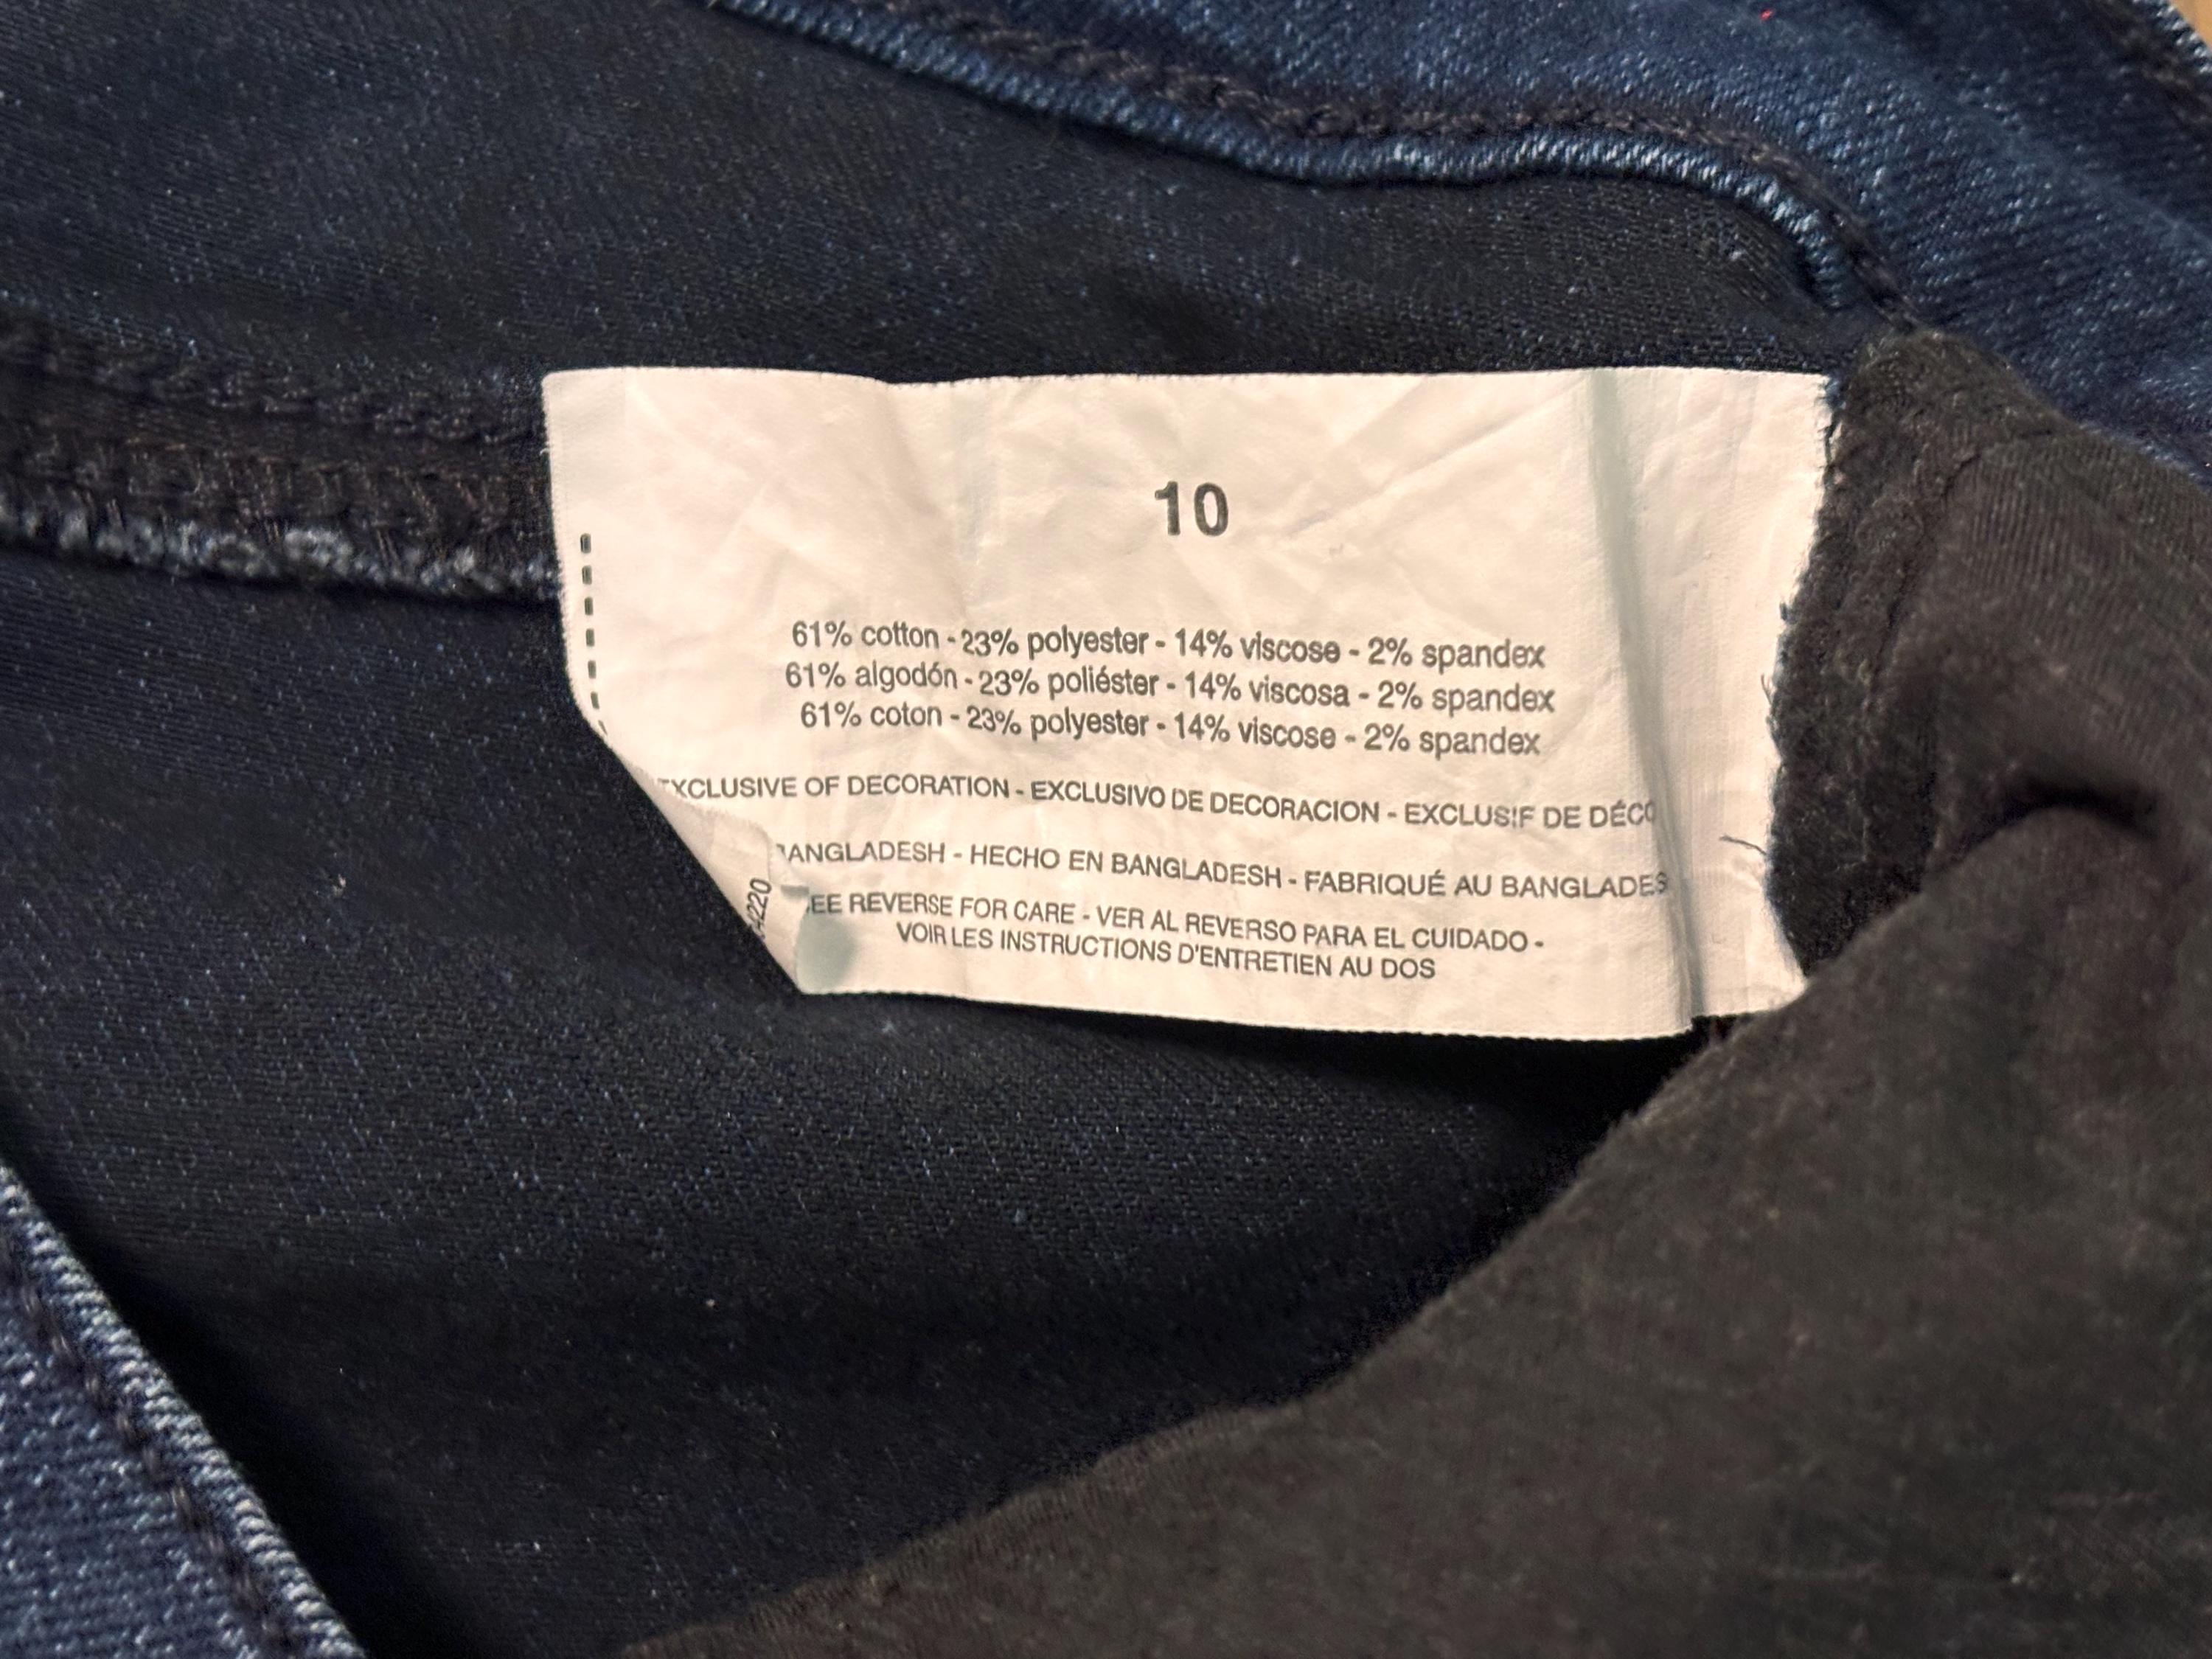 10
61% cotton - 23% polyester - 14% viscose - 2% spandex
61% algodón - 23% poliéster - 14% viscosa - 2% spandex
61% coton - 23% polyester - 14% viscose - 2% spandex
EXCLUSIVE OF DECORATION - EXCLUSIVO DE DECORACION - EXCLUSIF DE DÉCO
BANGLADESH - HECHO EN BANGLADESH - FABRIQUÉ AU BANGLADES
SEE REVERSE FOR CARE - VER AL REVERSO PARA EL CUIDADO -
VOIR LES INSTRUCTIONS D'ENTRETIEN AU DOS